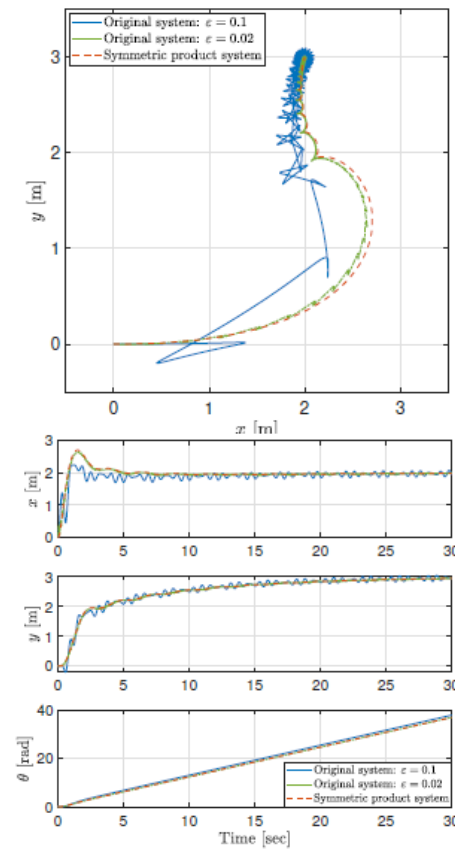 Original system: ε = 0.1
Original system: ε = 0.02
Symmetric product system
3
2
1
0
y [m]
0 1 2 3
x [m]
3
2
1
0
x [m]
0 5 10 15 20 25 30
3
2
1
0
y [m]
0 5 10 15 20 25 30
40
20
0
θ [rad]
Original system: ε = 0.1
Original system: ε = 0.02
Symmetric product system
0 5 10 15 20 25 30
Time [sec]